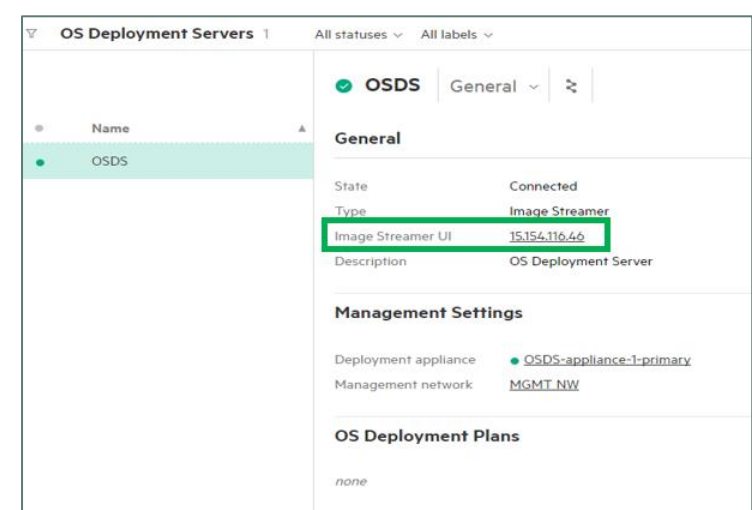 OS Deployment Servers 1 All statuses All labels
OSDS General
Name
General
OSDS
State Connected
Type Image Streamer
Image Streamer UI 15.154.116.46
Description OS Deployment Server
Management Settings
Deployment appliance OSDS-appliance-1-primary
Management network MGMT NW
OS Deployment Plans
none